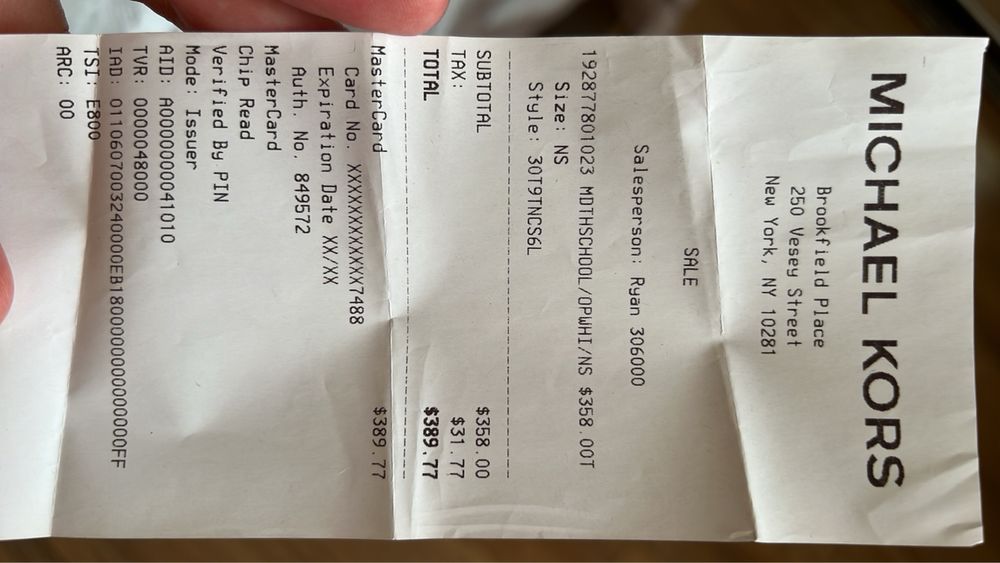 MICHAEL KORS
Brookfield Place
250 Vesey Street
New York, NY 10281
SALE
Salesperson: Ryan 306000
192877801023 MDTHSCHOOL/OPWHI/NS $358.00T
Size: NS
Style: 30T9TNCS6L
SUBTOTAL $358.00
TAX: $31.77
TOTAL $389.77
MasterCard $389.77
Card No. XXXXXXXXXXXX7488
Expiration Date XX/XX
Auth. No. 849572
MasterCard
Chip Read
Verified By PIN
Mode: Issuer
AID: A0000000041010
TVR: 0000048000
IAD: 0110607003240000EB1800000000000000FF
TSI: E800
ARC: 00